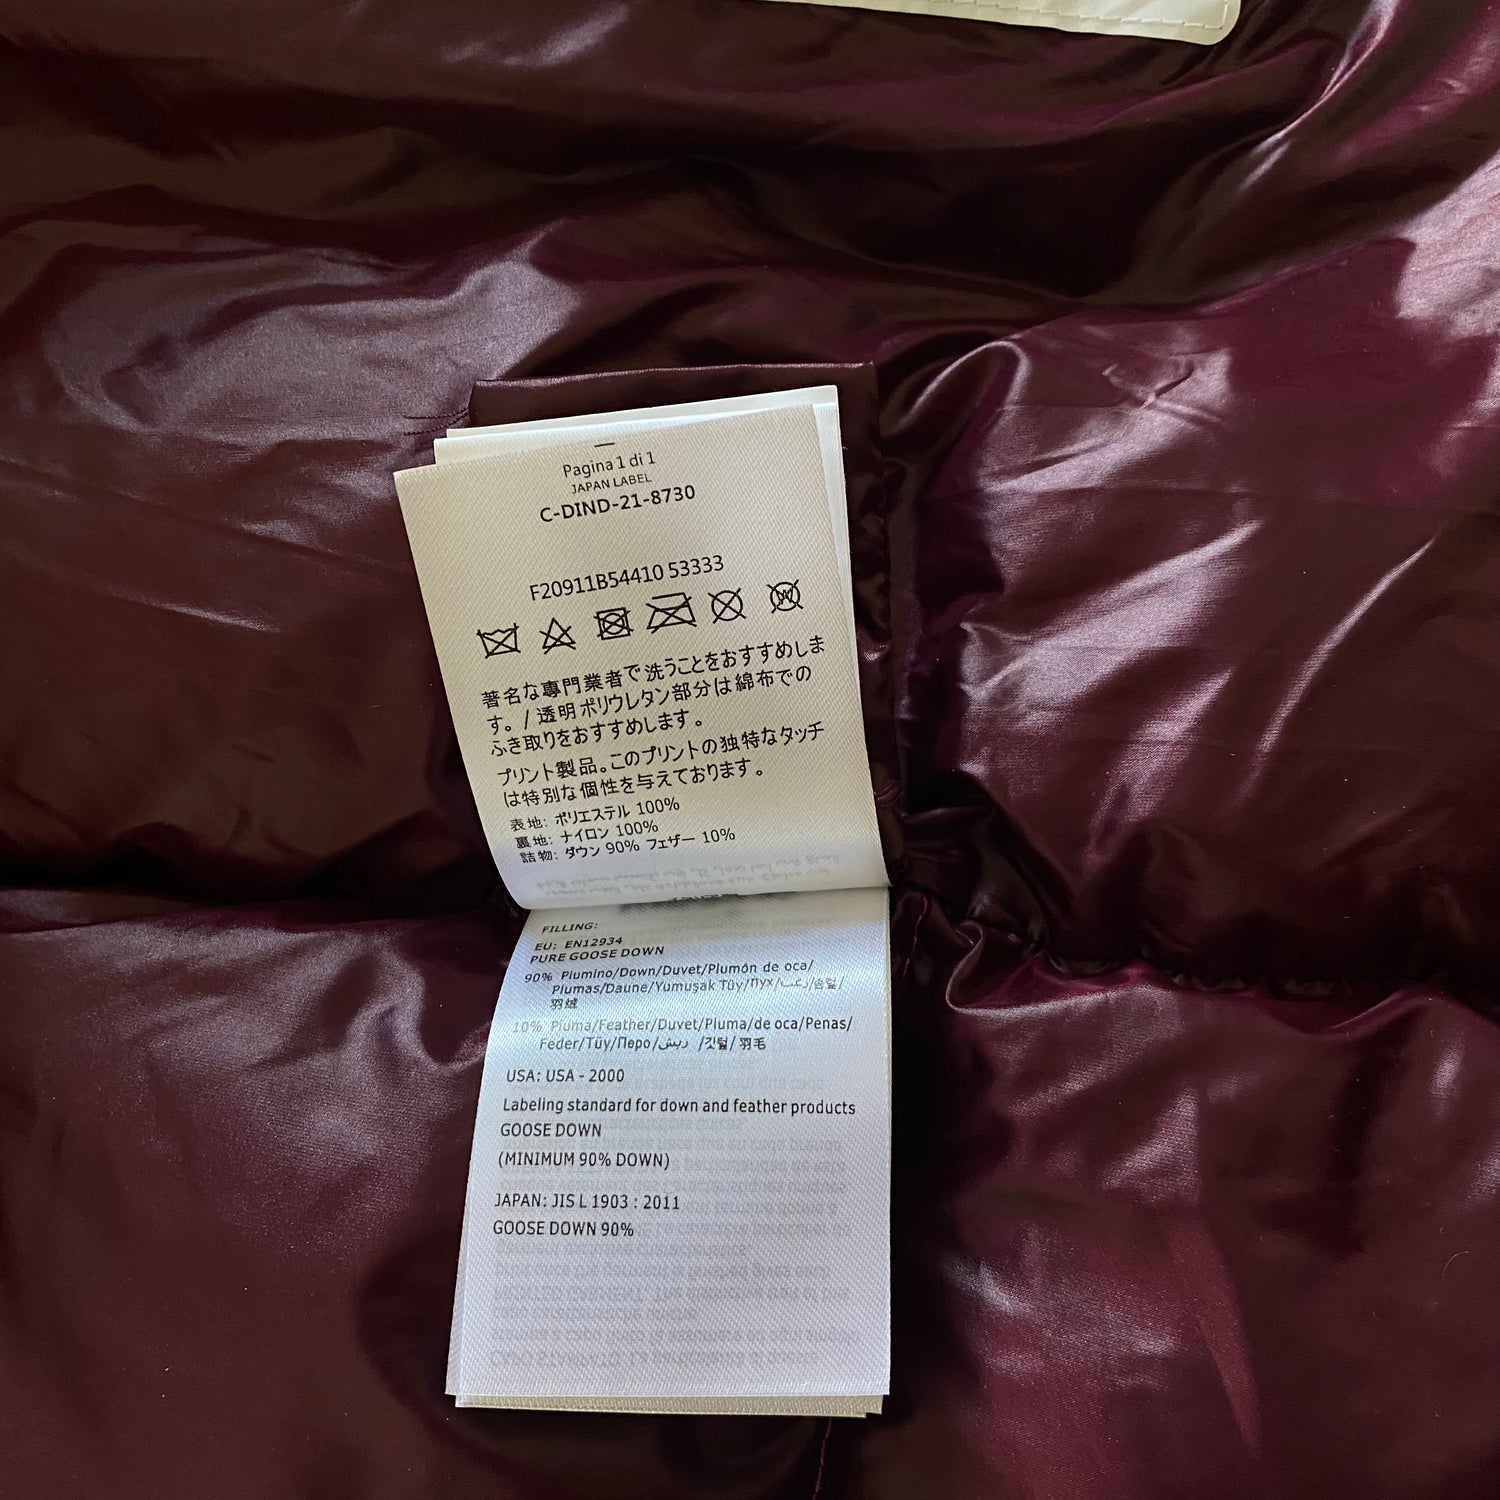 Pagina 1 di 1
JAPAN LABEL
C-DIND-21-8730
F20911B54410 53333
著名な專門業者で洗うことをおすすめしま
す。/ 透明ポリウレタン部分は綿布での
ふき取りをおすすめします。
プリント製品。このプリントの独特なタッチ
は特別な個性を与えております。
表地: ポリエステル 100%
裏地: ナイロン 100%
詰物: ダウン 90% フェザー 10%
FILLING:
EU: EN12934
PURE GOOSE DOWN
90% Piumino/Down/Duvet/Plumón de oca/
Plumas/Daune/Yumuşak Tüy/Пух/زغب/솜털/
羽绒
10% Piuma/Feather/Duvet/Pluma/de oca/Penas/
Feder/Tüy/Перо/ريش /깃털/ 羽毛
USA: USA - 2000
Labeling standard for down and feather products
GOOSE DOWN
(MINIMUM 90% DOWN)
JAPAN: JIS L 1903 : 2011
GOOSE DOWN 90%